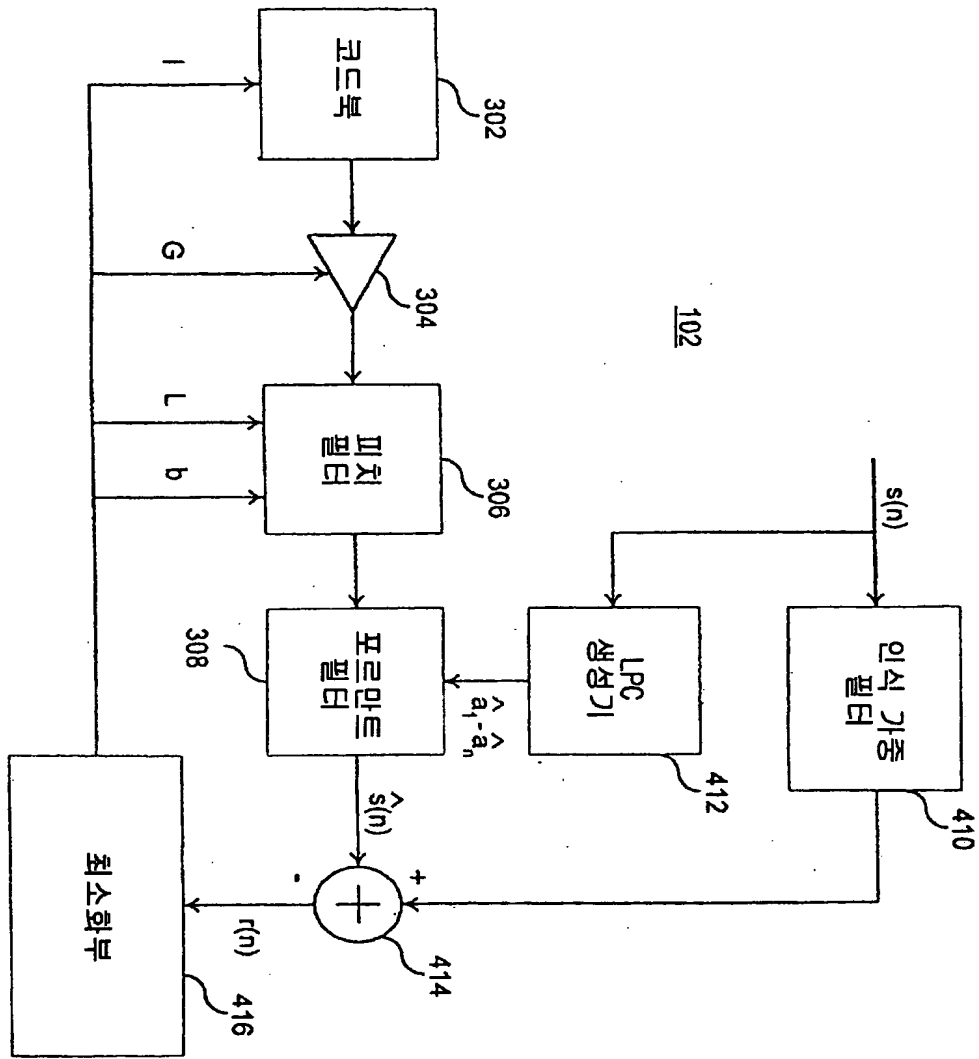 s(n)
인식 가중
필터
410
102
LPC
생성기
412
â₁-âₙ
302
코드북
304
306
피치
필터
포르만트
필터
308
ŝ(n)
+
-
414
r(n)
I
G
L
b
최소화부
416